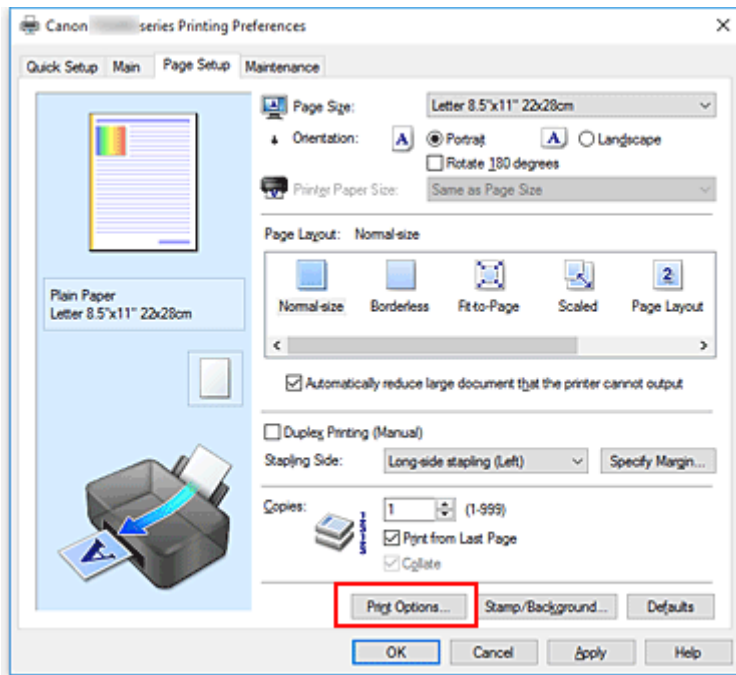 Canon series Printing Preferences
Quick Setup Main Page Setup Maintenance
Page Size: Letter 8.5"x11" 22x28cm
Orientation: A Portrait A Landscape
Rotate 180 degrees
Printer Paper Size: Same as Page Size
Page Layout: Normal-size
2
Normal-size Borderless Fit-to-Page Scaled Page Layout
Plain Paper
Letter 8.5"x11" 22x28cm
Automatically reduce large document that the printer cannot output
Duplex Printing (Manual)
Stapling Side: Long-side stapling (Left) Specify Margin...
Copies: 1 (1-999)
Print from Last Page
Collate
A
Print Options... Stamp/Background... Defaults
OK Cancel Apply Help